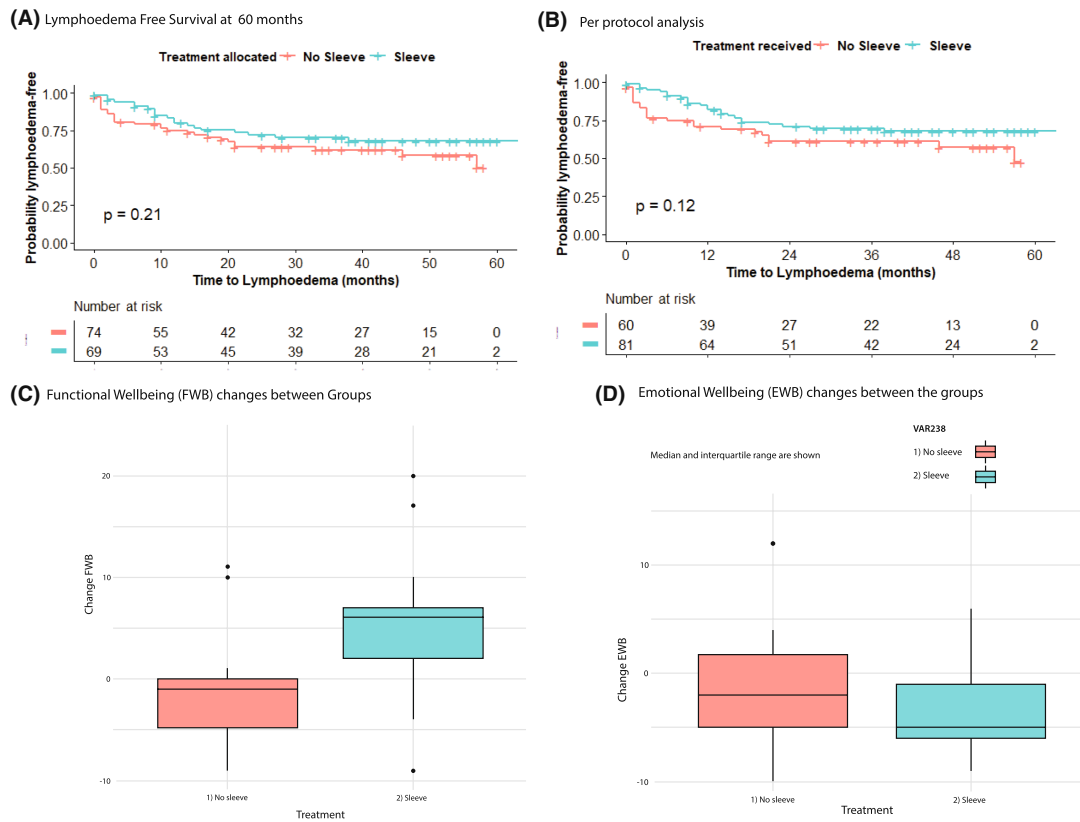 (A) Lymphoedema Free Survival at 60 months
Treatment allocated No Sleeve Sleeve
Probability lymphoedema-free
1.00
0.75
0.50
0.25
0.00
p = 0.21
0 10 20 30 40 50 60
Time to Lymphoedema (months)
Number at risk
74 55 42 32 27 15 0
69 53 45 39 28 21 2
(B) Per protocol analysis
Treatment received No Sleeve Sleeve
Probability lymphoedema-free
1.00
0.75
0.50
0.25
0.00
p = 0.12
0 12 24 36 48 60
Time to Lymphoedema (months)
Number at risk
60 39 27 22 13 0
81 64 51 42 24 2
(C) Functional Wellbeing (FWB) changes between Groups
Change FWB
20
10
0
-10
1) No sleeve 2) Sleeve
Treatment
(D) Emotional Wellbeing (EWB) changes between the groups
VAR238
Median and interquartile range are shown
1) No sleeve
2) Sleeve
Change EWB
10
0
-10
1) No sleeve 2) Sleeve
Treatment